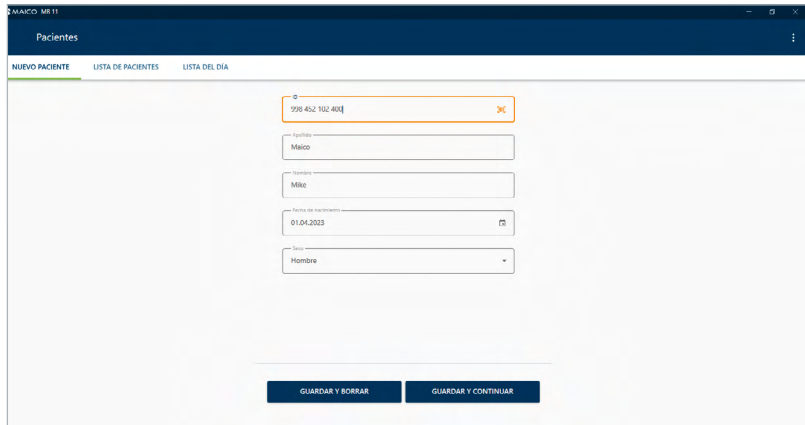 MAICO MB 11
Pacientes
NUEVO PACIENTE LISTA DE PACIENTES LISTA DEL DÍA
ID
998 452 102 400
Apellido
Maico
Nombre
Mike
Fecha de nacimiento
01.04.2023
Sexo
Hombre
GUARDAR Y BORRAR GUARDAR Y CONTINUAR